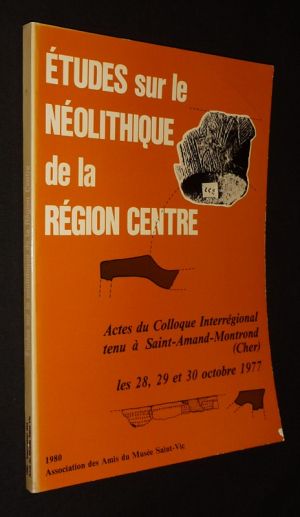 ÉTUDES sur le
NÉOLITHIQUE
de la
RÉGION CENTRE
Actes du Colloque Interrégional
tenu à Saint-Amand-Montrond
(Cher)
les 28, 29 et 30 octobre 1977
1980
Association des Amis du Musée Saint-Vic